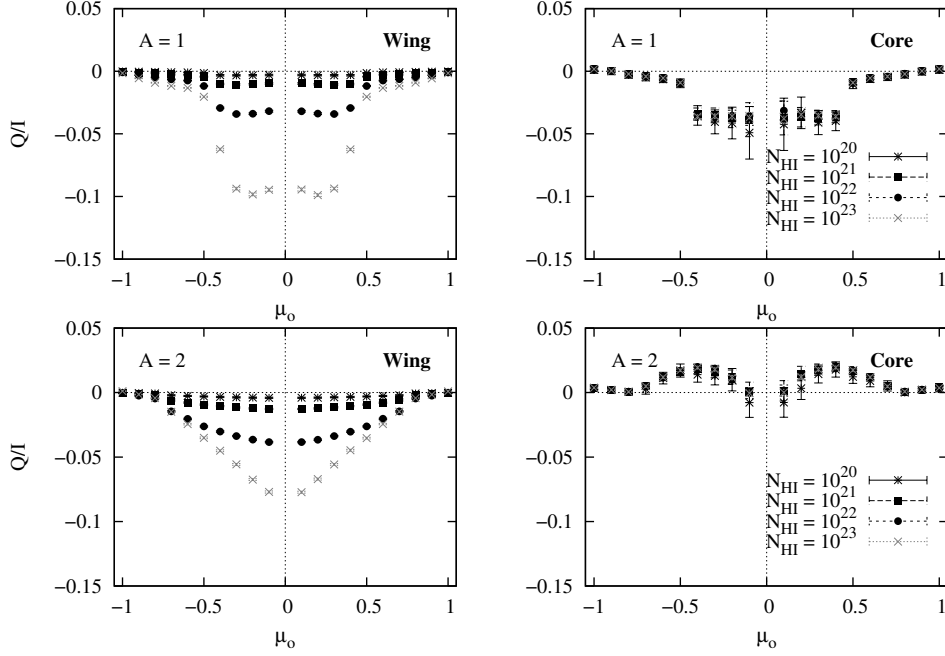 A = 1
Wing
Q/I
0.05
0
−0.05
−0.1
−0.15
−1
−0.5
0
0.5
1
μo
A = 1
Core
N_HI = 10^20
N_HI = 10^21
N_HI = 10^22
N_HI = 10^23
0.05
0
−0.05
−0.1
−0.15
−1
−0.5
0
0.5
1
μo
A = 2
Wing
Q/I
0.05
0
−0.05
−0.1
−0.15
−1
−0.5
0
0.5
1
μo
A = 2
Core
N_HI = 10^20
N_HI = 10^21
N_HI = 10^22
N_HI = 10^23
0.05
0
−0.05
−0.1
−0.15
−1
−0.5
0
0.5
1
μo